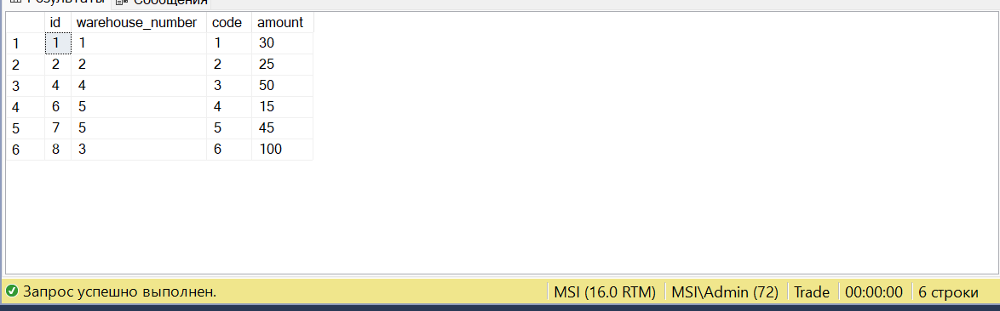 Результаты Сообщения
id warehouse_number code amount
1 1 1 1 30
2 2 2 2 25
3 4 4 3 50
4 6 5 4 15
5 7 5 5 45
6 8 3 6 100
Запрос успешно выполнен. MSI (16.0 RTM) MSI\Admin (72) Trade 00:00:00 6 строки